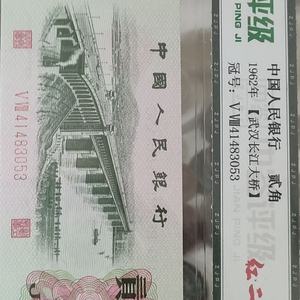 评级
PING JI
中国人民银行 贰角
1962年【武汉长江大桥】
冠号：VⅧ41483053
中國人民銀行
VⅧ41483053